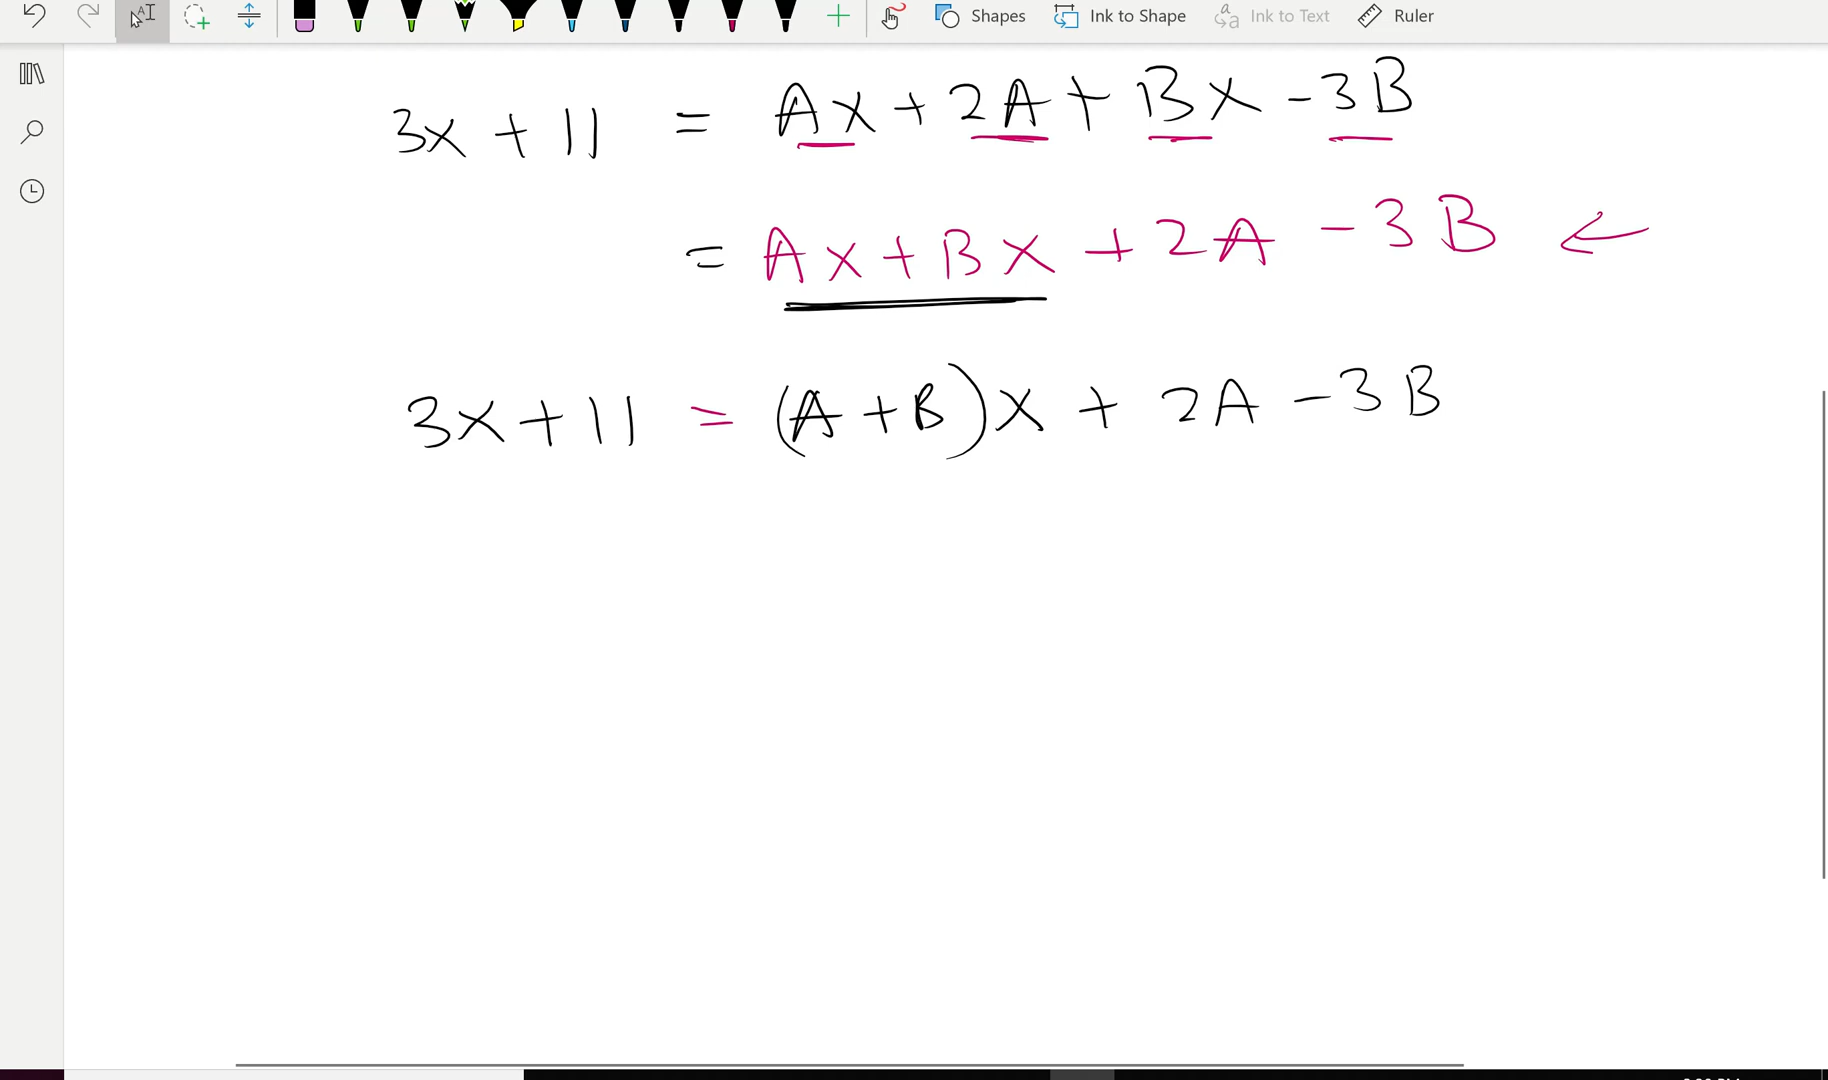 Shapes Ink to Shape Ink to Text Ruler
3x + 11 = Ax + 2A + Bx - 3B
= Ax + Bx + 2A - 3B ←
3x + 11 = (A + B)x + 2A - 3B